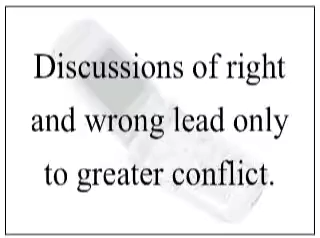 Discussions of right
and wrong lead only
to greater conflict.